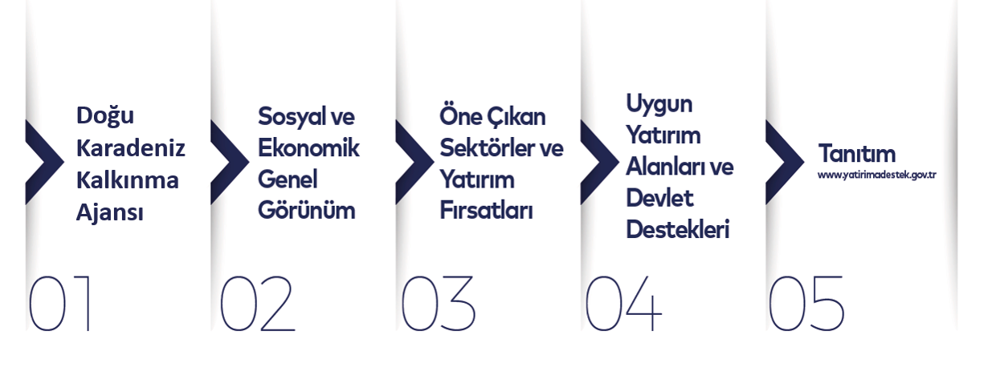 Doğu
Karadeniz
Kalkınma
Ajansı
01
Sosyal ve
Ekonomik
Genel
Görünüm
02
Öne Çıkan
Sektörler ve
Yatırım
Fırsatları
03
Uygun
Yatırım
Alanları ve
Devlet
Destekleri
04
Tanıtım
www.yatirimadestek.gov.tr
05